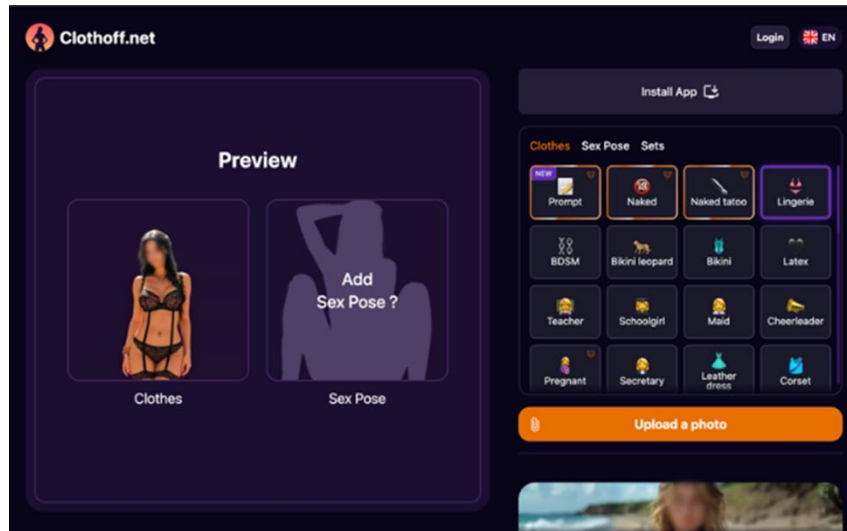 Clothoff.net
Login
EN
Install App
Preview
Clothes Sex Pose Sets
NEW
Prompt
Naked
Naked tatoo
Lingerie
BDSM
Bikini leopard
Bikini
Latex
Add
Sex Pose ?
Teacher
Schoolgirl
Maid
Cheerleader
Pregnant
Secretary
Leather
dress
Corset
Clothes
Sex Pose
Upload a photo